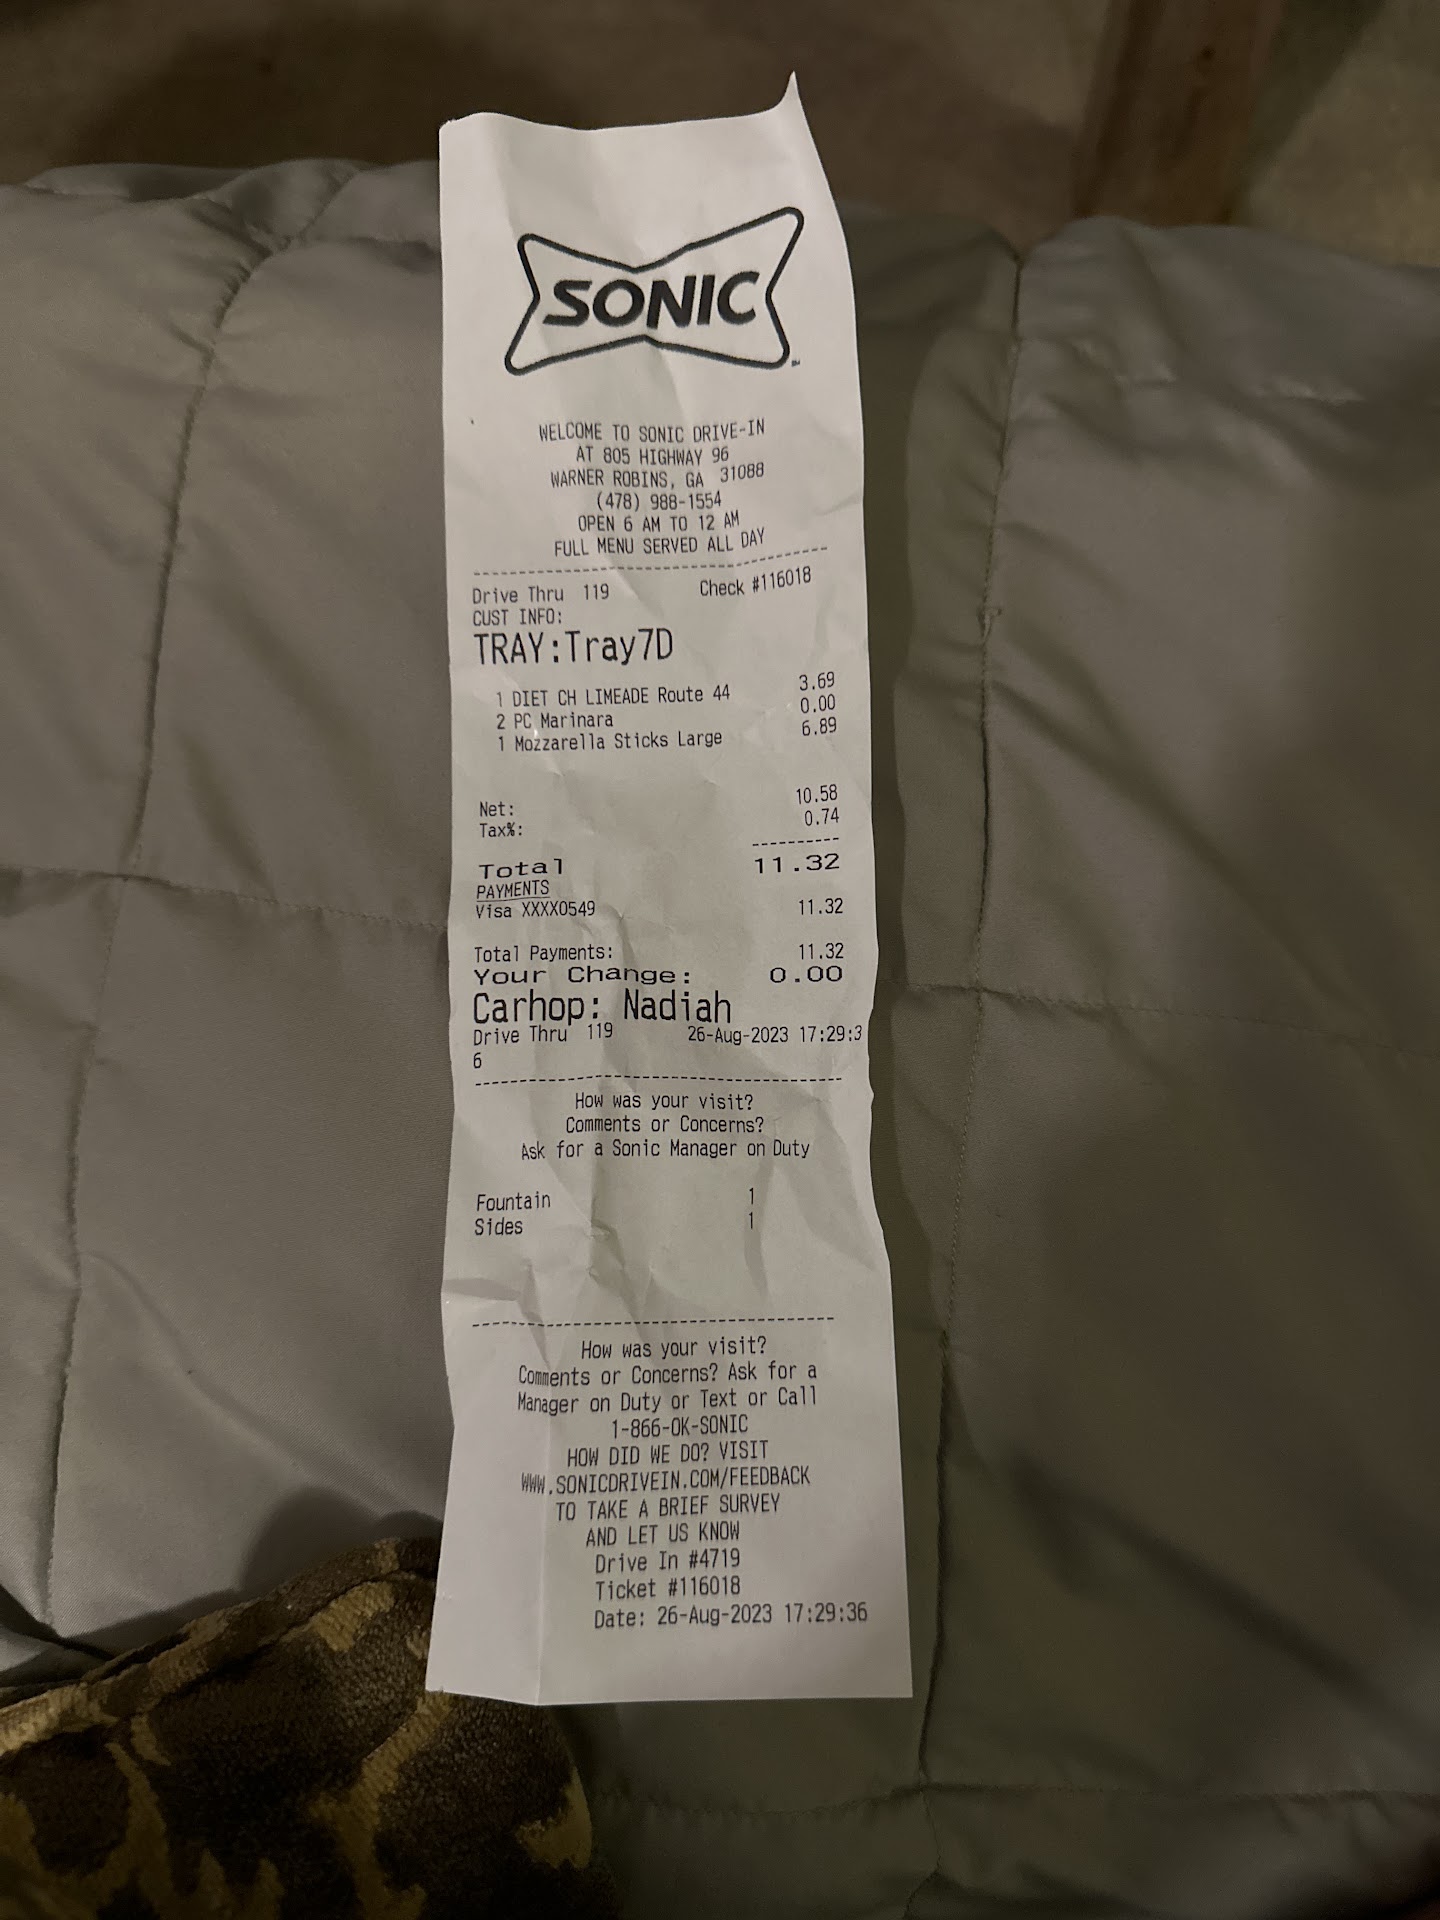 SONIC
WELCOME TO SONIC DRIVE-IN
AT 805 HIGHWAY 96
WARNER ROBINS, GA 31088
(478) 988-1554
OPEN 6 AM TO 12 AM
FULL MENU SERVED ALL DAY
Drive Thru 119 Check #116018
CUST INFO:
TRAY:Tray7D
1 DIET CH LIMEADE Route 44 3.69
2 PC Marinara 0.00
1 Mozzarella Sticks Large 6.89
Net: 10.58
Tax%: 0.74
Total 11.32
PAYMENTS
Visa XXXX0549 11.32
Total Payments: 11.32
Your Change: 0.00
Carhop: Nadiah
Drive Thru 119 26-Aug-2023 17:29:3
6
How was your visit?
Comments or Concerns?
Ask for a Sonic Manager on Duty
Fountain 1
Sides 1
How was your visit?
Comments or Concerns? Ask for a
Manager on Duty or Text or Call
1-866-OK-SONIC
HOW DID WE DO? VISIT
WWW.SONICDRIVEIN.COM/FEEDBACK
TO TAKE A BRIEF SURVEY
AND LET US KNOW
Drive In #4719
Ticket #116018
Date: 26-Aug-2023 17:29:36